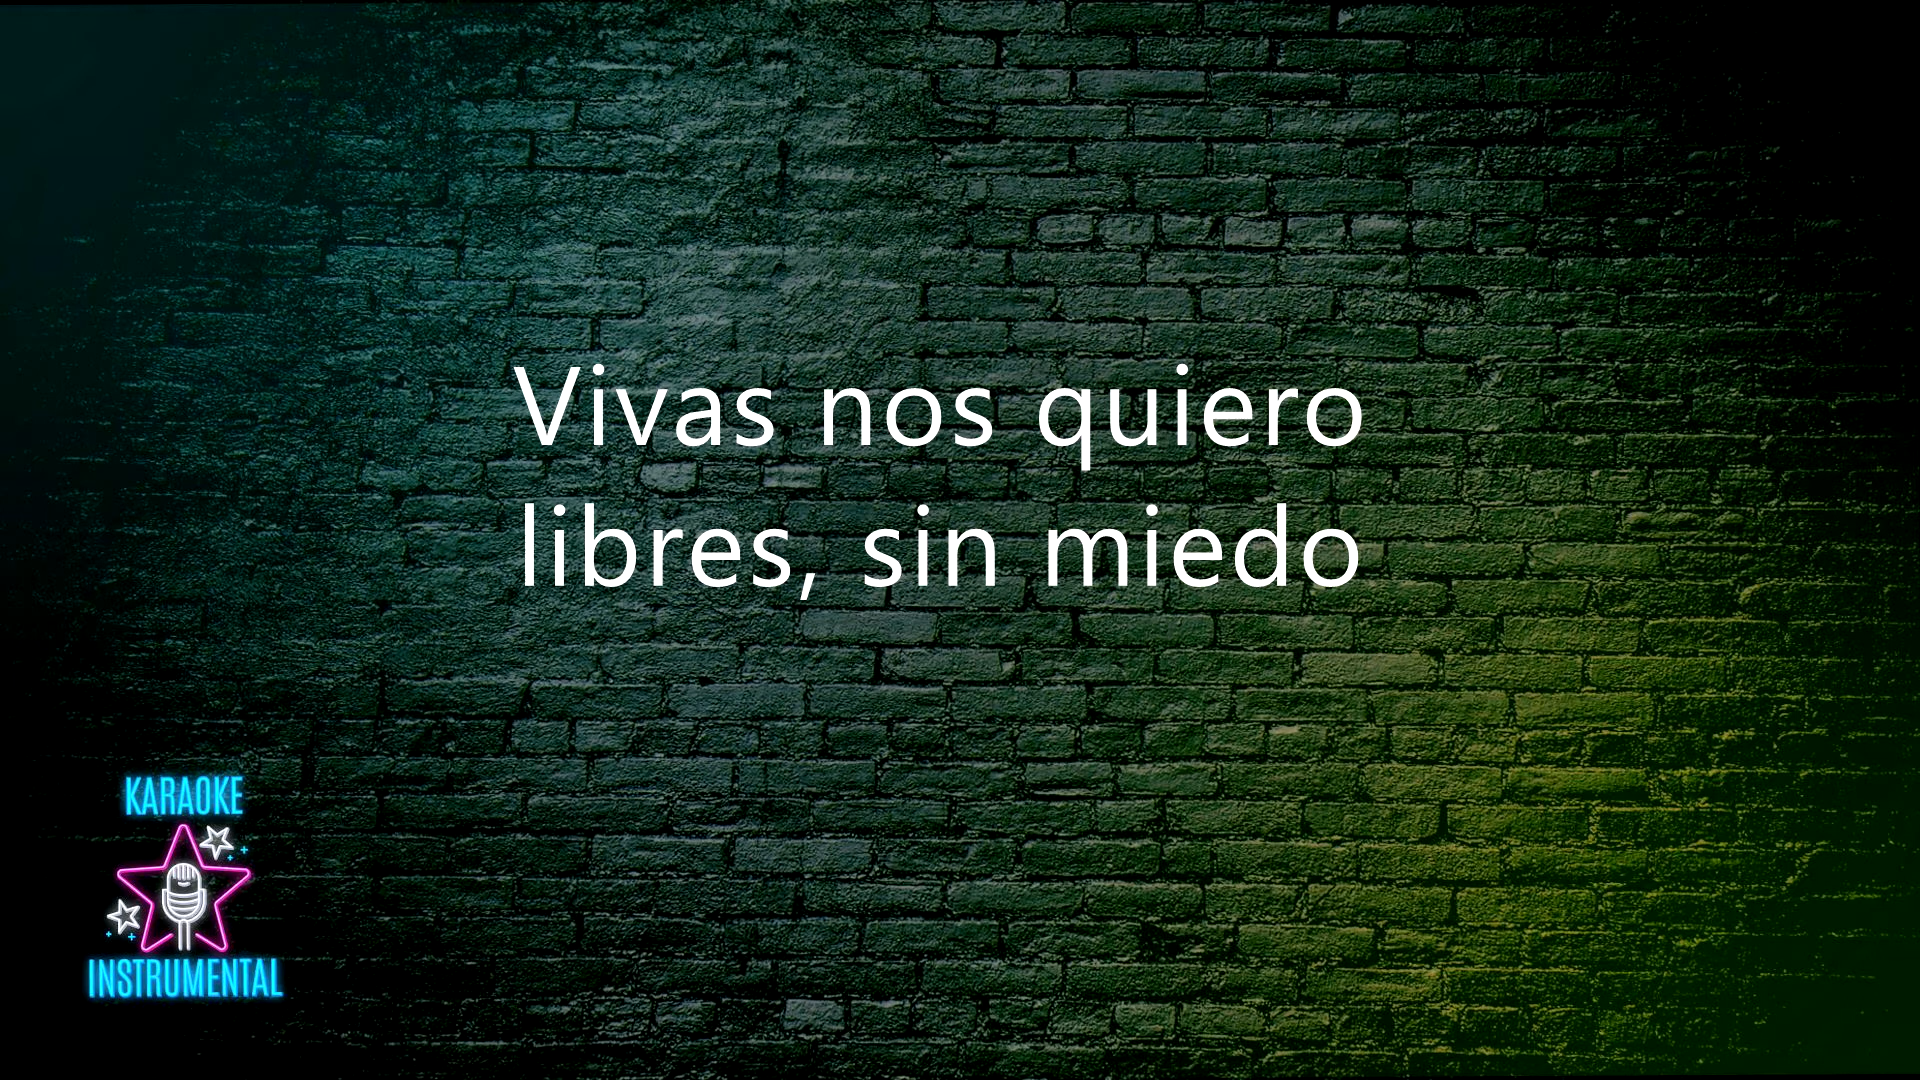 Vivas nos quiero
libres, sin miedo
KARAOKE
INSTRUMENTAL